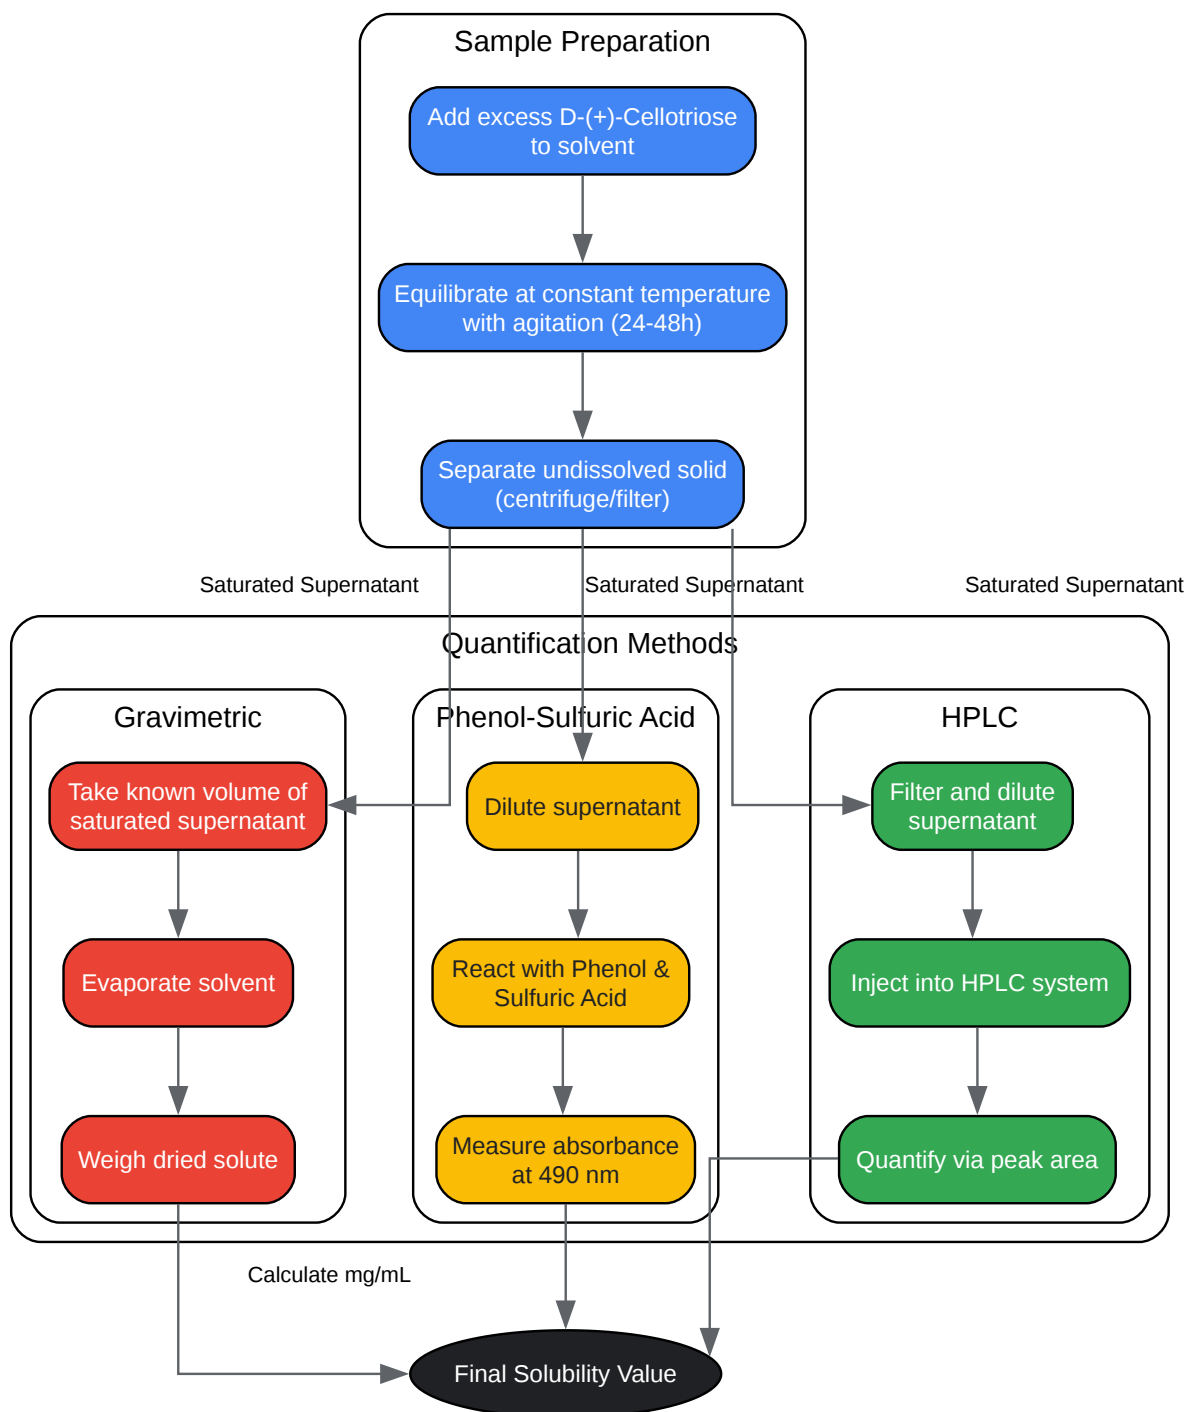 Sample Preparation
Add excess D-(+)-Cellotriose
to solvent
Equilibrate at constant temperature
with agitation (24-48h)
Separate undissolved solid
(centrifuge/filter)
Saturated Supernatant
Saturated Supernatant
Saturated Supernatant
Quantification Methods
Gravimetric
Take known volume of
saturated supernatant
Evaporate solvent
Weigh dried solute
Phenol-Sulfuric Acid
Dilute supernatant
React with Phenol &
Sulfuric Acid
Measure absorbance
at 490 nm
HPLC
Filter and dilute
supernatant
Inject into HPLC system
Quantify via peak area
Calculate mg/mL
Final Solubility Value